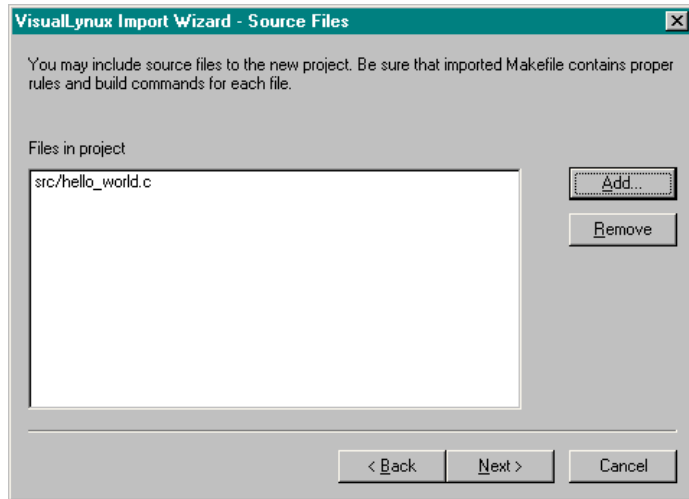 VisualLynux Import Wizard - Source Files
You may include source files to the new project. Be sure that imported Makefile contains proper
rules and build commands for each file.
Files in project
src/hello_world.c
Add...
Remove
< Back
Next >
Cancel